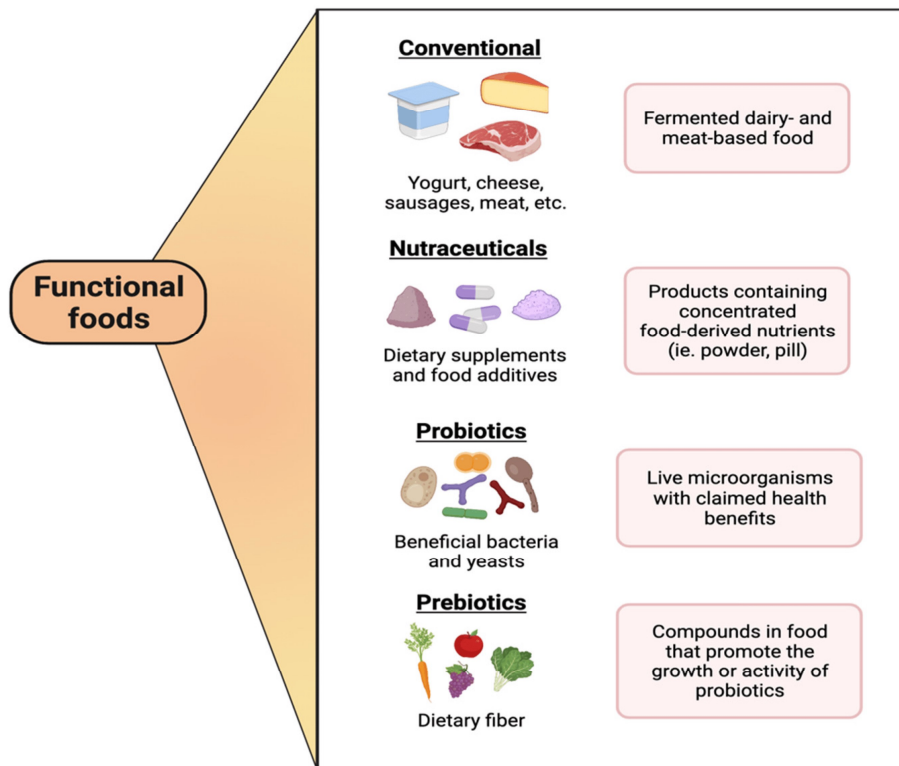 Functional
foods
Conventional
Yogurt, cheese,
sausages, meat, etc.
Fermented dairy- and
meat-based food
Nutraceuticals
Dietary supplements
and food additives
Products containing
concentrated
food-derived nutrients
(ie. powder, pill)
Probiotics
Beneficial bacteria
and yeasts
Live microorganisms
with claimed health
benefits
Prebiotics
Dietary fiber
Compounds in food
that promote the
growth or activity of
probiotics